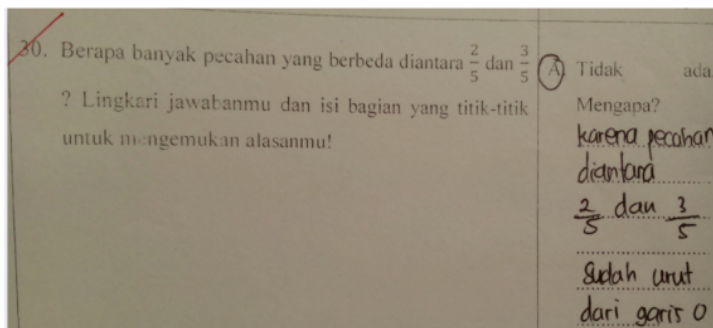 30. Berapa banyak pecahan yang berbeda diantara 2/5 dan 3/5
? Lingkari jawabanmu dan isi bagian yang titik-titik
untuk mengemukan alasanmu!
A. Tidak ada
Mengapa?
karena pecahan
diantara
2/5 dan 3/5
Sudah urut
dari garis 0